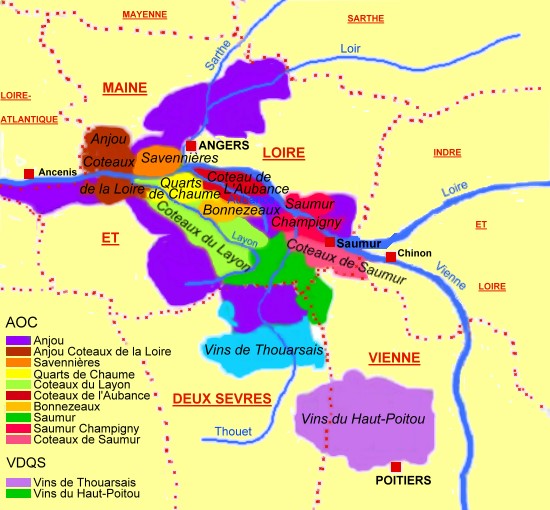 MAYENNE
SARTHE
Sarthe
Loir
MAINE
LOIRE-
ATLANTIQUE
ANGERS
LOIRE
INDRE
Anjou
Coteaux
de la Loire
Savennières
Ancenis
Quarts
de Chaume
Coteau de
L'Aubance
Bonnezeaux
Saumur
Champigny
Loire
ET
ET
Coteaux du Layon
Layon
Saumur
Coteaux de Saumur
Chinon
Vienne
LOIRE
AOC
Anjou
Anjou Coteaux de la Loire
Savennières
Quarts de Chaume
Coteaux du Layon
Coteaux de l'Aubance
Bonnezeaux
Saumur
Saumur Champigny
Coteaux de Saumur
VDQS
Vins de Thouarsais
Vins du Haut-Poitou
Vins de Thouarsais
VIENNE
DEUX SEVRES
Vins du Haut-Poitou
Thouet
POITIERS